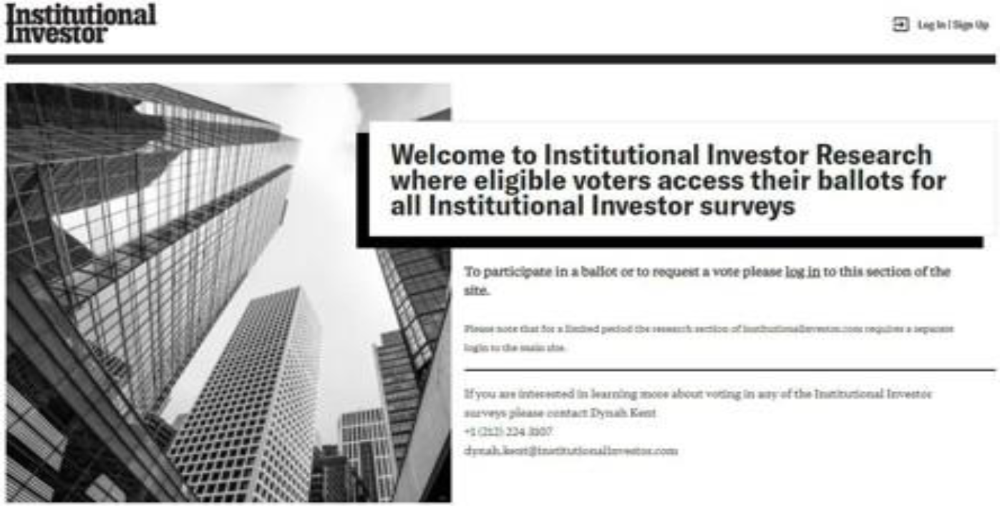 Institutional
Investor
Log In | Sign Up
Welcome to Institutional Investor Research
where eligible voters access their ballots for
all Institutional Investor surveys
To participate in a ballot or to request a vote please log in to this section of the
site.
Please note that for a limited period the research section of institutionalinvestor.com requires a separate
login to the main site.
If you are interested in learning more about voting in any of the Institutional Investor
surveys please contact Dynah Kent
+1 (212) 224 3107
dynah.kent@institutionalinvestor.com